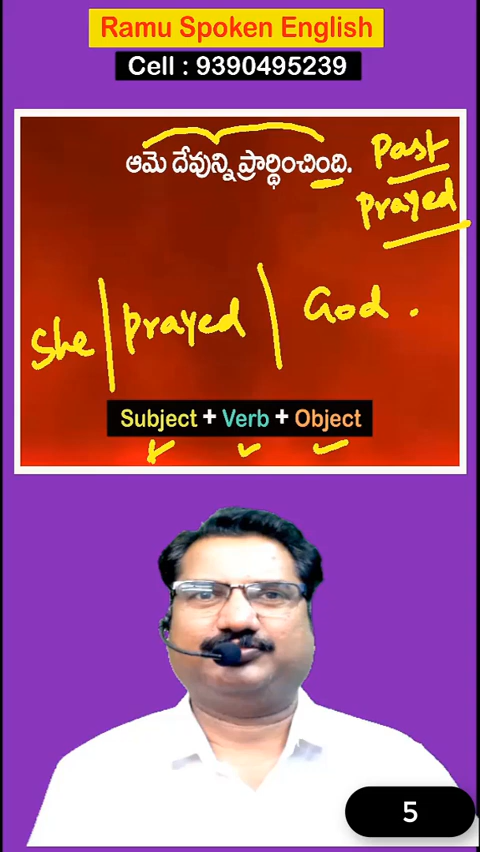 Ramu Spoken English
Cell : 9390495239
ఆమె దేవున్ని ప్రార్థించింది.
Past
Prayed
She | Prayed | God .
Subject + Verb + Object
5